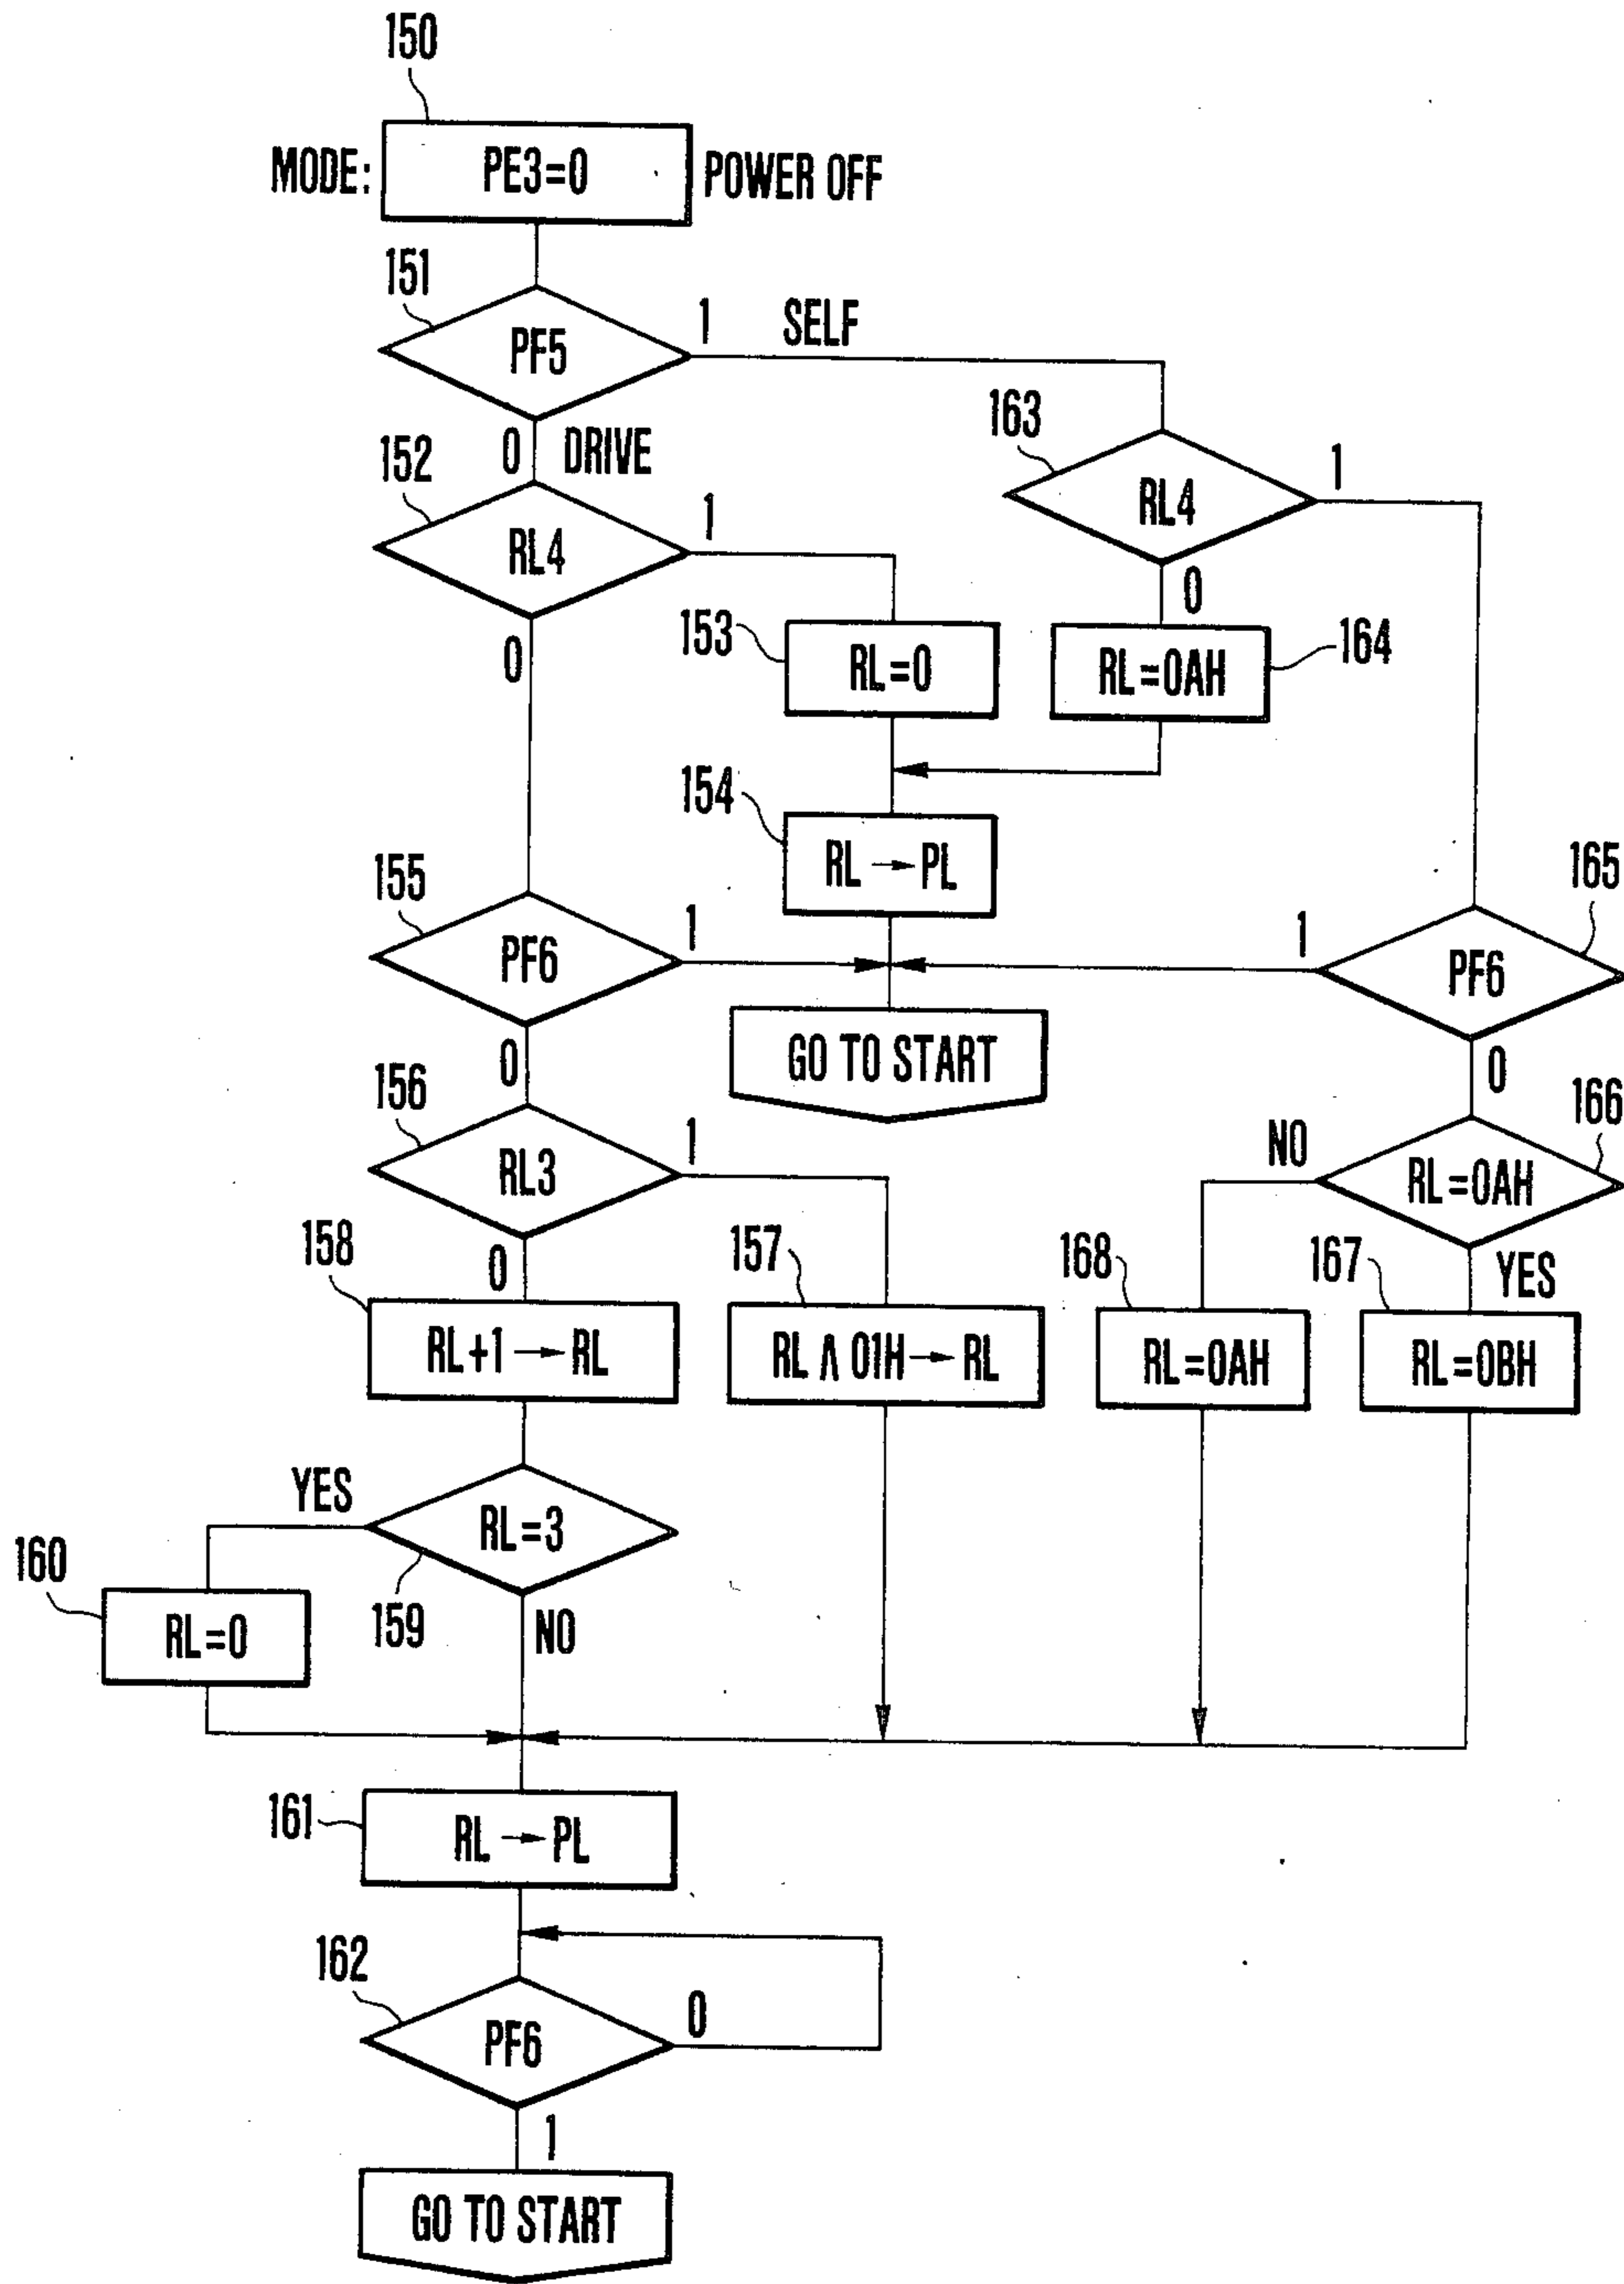 150
MODE: PE3=0 POWER OFF
151
PF5
1 SELF
0 DRIVE
152
RL4
1
0
163
RL4
1
0
153
RL=0
RL=0AH
164
154
RL → PL
155
PF6
1
0
1
PF6
165
0
GO TO START
156
RL3
1
0
NO
RL=0AH
166
YES
158
RL+1 → RL
157
RL ∧ 01H → RL
168
RL=0AH
167
RL=0BH
YES
RL=3
159
NO
160
RL=0
161
RL → PL
162
PF6
0
1
GO TO START